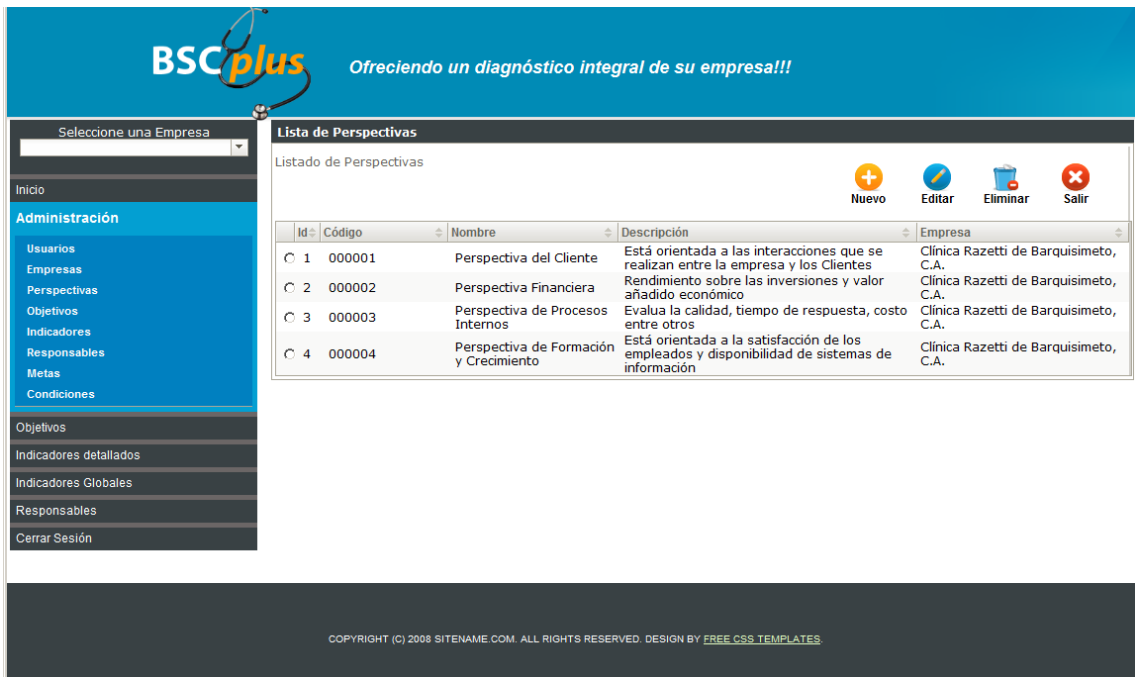 BSC plus
Ofreciendo un diagnóstico integral de su empresa!!!
Seleccione una Empresa
Inicio
Administración
Usuarios
Empresas
Perspectivas
Objetivos
Indicadores
Responsables
Metas
Condiciones
Objetivos
Indicadores detallados
Indicadores Globales
Responsables
Cerrar Sesión
Lista de Perspectivas
Listado de Perspectivas
Nuevo Editar Eliminar Salir
Id Código Nombre Descripción Empresa
1 000001 Perspectiva del Cliente Está orientada a las interacciones que se Clínica Razetti de Barquisimeto,
realizan entre la empresa y los Clientes C.A.
2 000002 Perspectiva Financiera Rendimiento sobre las inversiones y valor Clínica Razetti de Barquisimeto,
añadido económico C.A.
3 000003 Perspectiva de Procesos Evalua la calidad, tiempo de respuesta, costo Clínica Razetti de Barquisimeto,
Internos entre otros C.A.
4 000004 Perspectiva de Formación Está orientada a la satisfacción de los Clínica Razetti de Barquisimeto,
y Crecimiento empleados y disponibilidad de sistemas de C.A.
información
COPYRIGHT (C) 2008 SITENAME.COM. ALL RIGHTS RESERVED. DESIGN BY FREE CSS TEMPLATES.